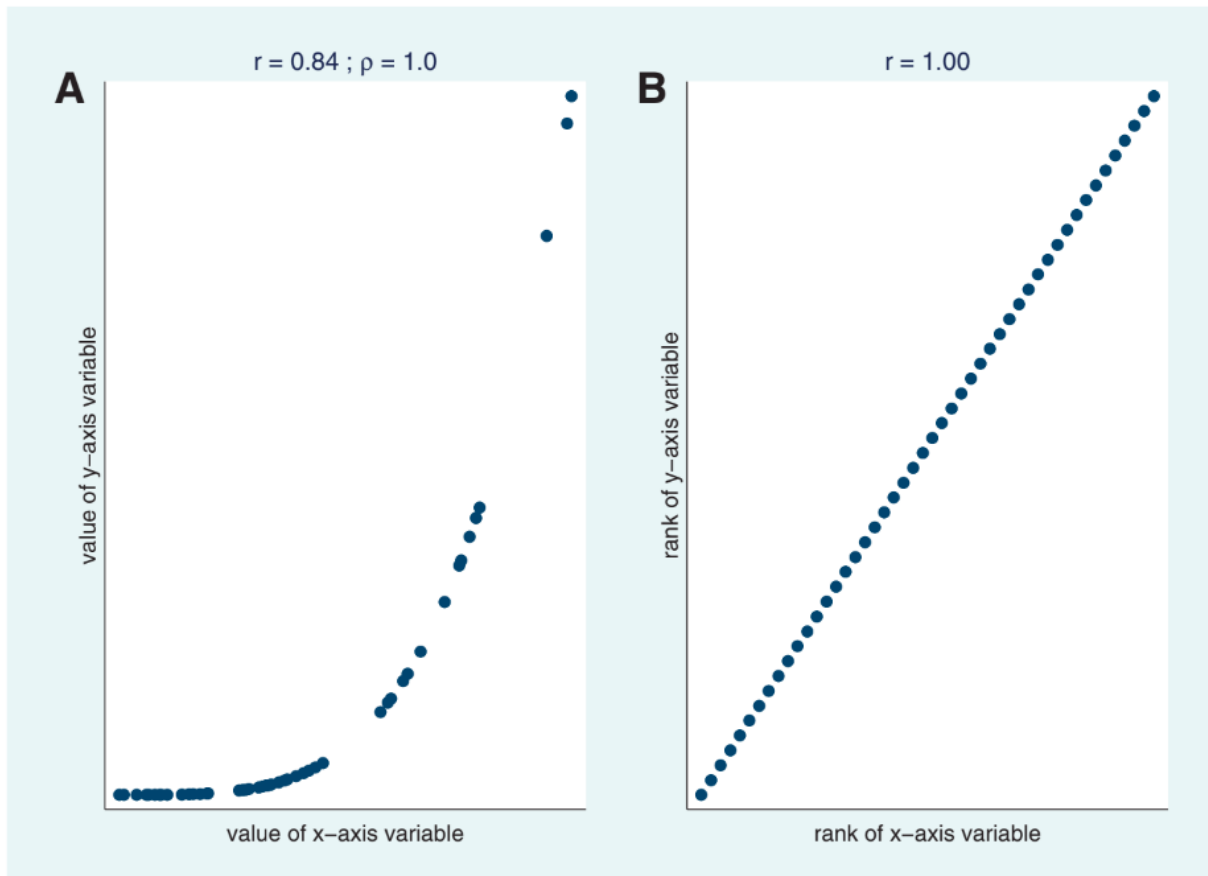 A
r = 0.84 ; ρ = 1.0
value of y−axis variable
value of x−axis variable
B
r = 1.00
rank of y−axis variable
rank of x−axis variable